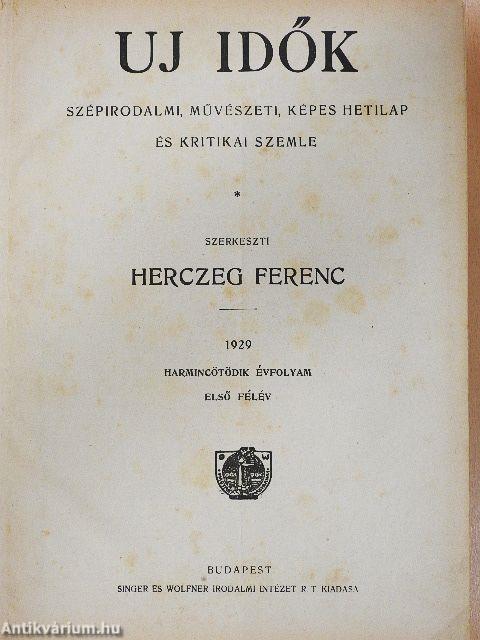 UJ IDŐK
SZÉPIRODALMI, MŰVÉSZETI, KÉPES HETILAP
ÉS KRITIKAI SZEMLE
*
SZERKESZTI
HERCZEG FERENC
1929
HARMINCÖTÖDIK ÉVFOLYAM
ELSŐ FÉLÉV
BUDAPEST
SINGER ÉS WOLFNER IRODALMI INTÉZET R. T. KIADÁSA
Antikvárium.hu